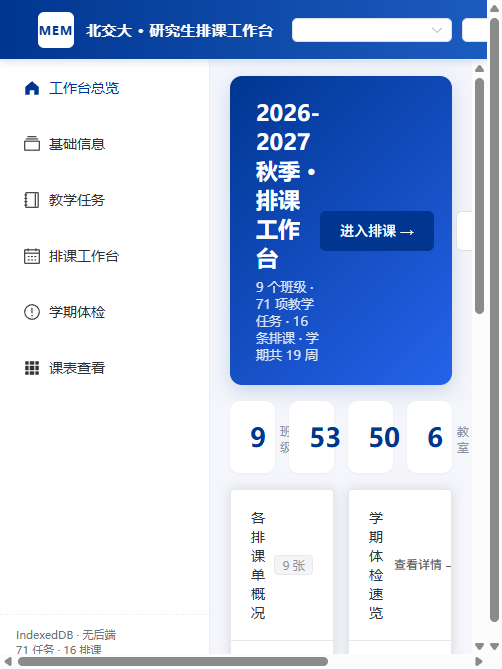 MEM
北交大 · 研究生排课工作台
工作台总览
基础信息
教学任务
排课工作台
学期体检
课表查看
IndexedDB · 无后端
71 任务 · 16 排课
2026-
2027
秋季 ·
排课
工作
台
9 个班级 ·
71 项教学
任务 · 16
条排课 · 学
期共 19 周
进入排课 →
9
班
级
53
50
6
教
室
各
排
课
单
概
况
9 张
学
期
体
检
速
览
查看详情